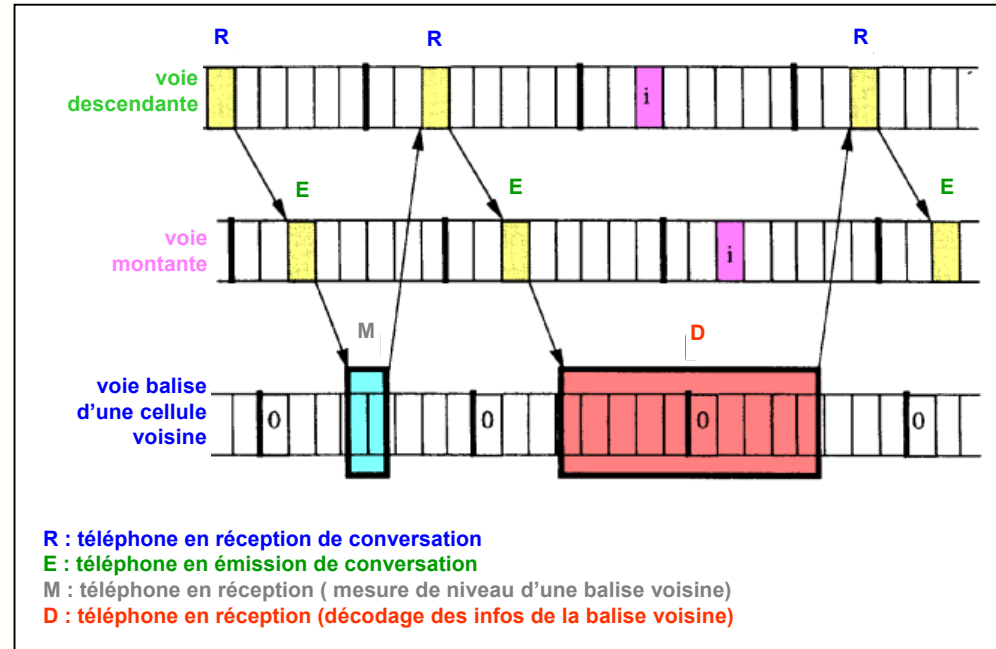 R R R
voie
descendante
i
E E E
voie
montante
i
M D
voie balise
d'une cellule
voisine
0 0 0 0
R : téléphone en réception de conversation
E : téléphone en émission de conversation
M : téléphone en réception ( mesure de niveau d'une balise voisine)
D : téléphone en réception (décodage des infos de la balise voisine)